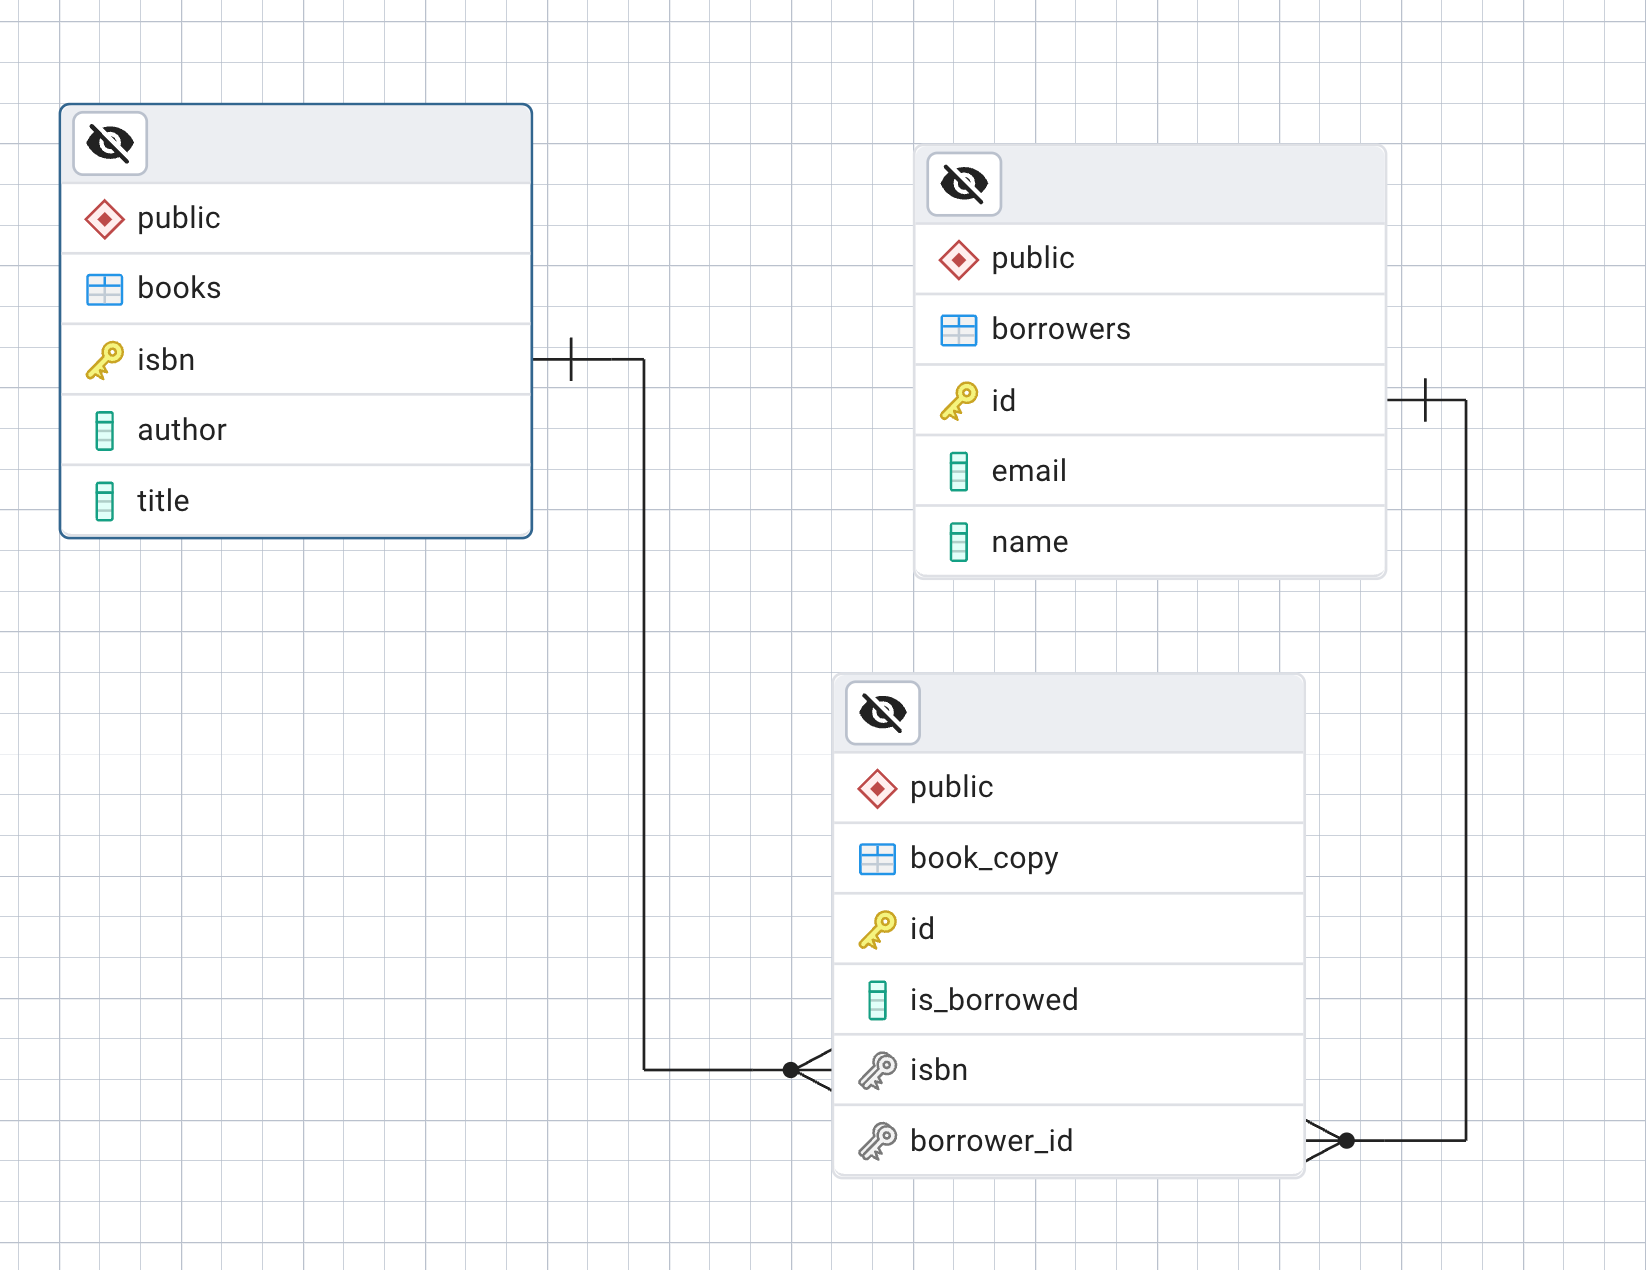 public
books
isbn
author
title
public
borrowers
id
email
name
public
book_copy
id
is_borrowed
isbn
borrower_id